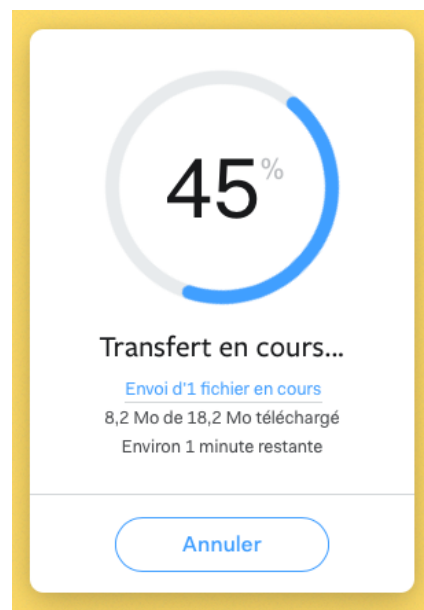 45%
Transfert en cours...
Envoi d'1 fichier en cours
8,2 Mo de 18,2 Mo téléchargé
Environ 1 minute restante
Annuler